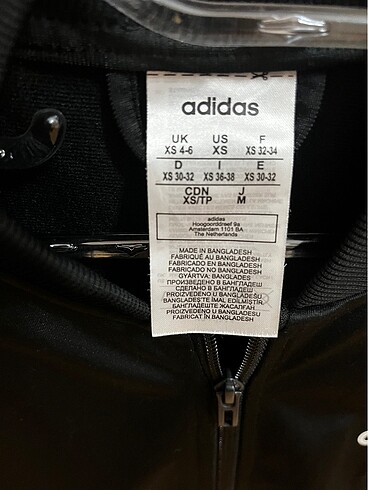 adidas
UK US F
XS 4-6 XS XS 32-34
D I E
XS 30-32 XS 36-38 XS 30-32
CDN J
XS/TP M
adidas
Hoogoorddreef 9a
Amsterdam 1101 BA
The Netherlands
MADE IN BANGLADESH
FABRIQUÉ AU BANGLADESH
FABRICADO EN BANGLADESH
FABRICADO NO BANGLADESH
GYÁRTVA: BANGLADES
ПРОИЗВЕДЕНО В БАНГЛАДЕШ
СДЕЛАНО В БАНГЛАДЕШ
PROIZVEDENO U BANGLADEŠU
BANGLADEŞ'TE İMAL EDİLMİŞTİR.
БАНГЛАДЕШТЕ ЖАСАЛҒАН.
PROIZVEDENO U BANGLADEŠU
FABRICAT ÎN BANGLADESH